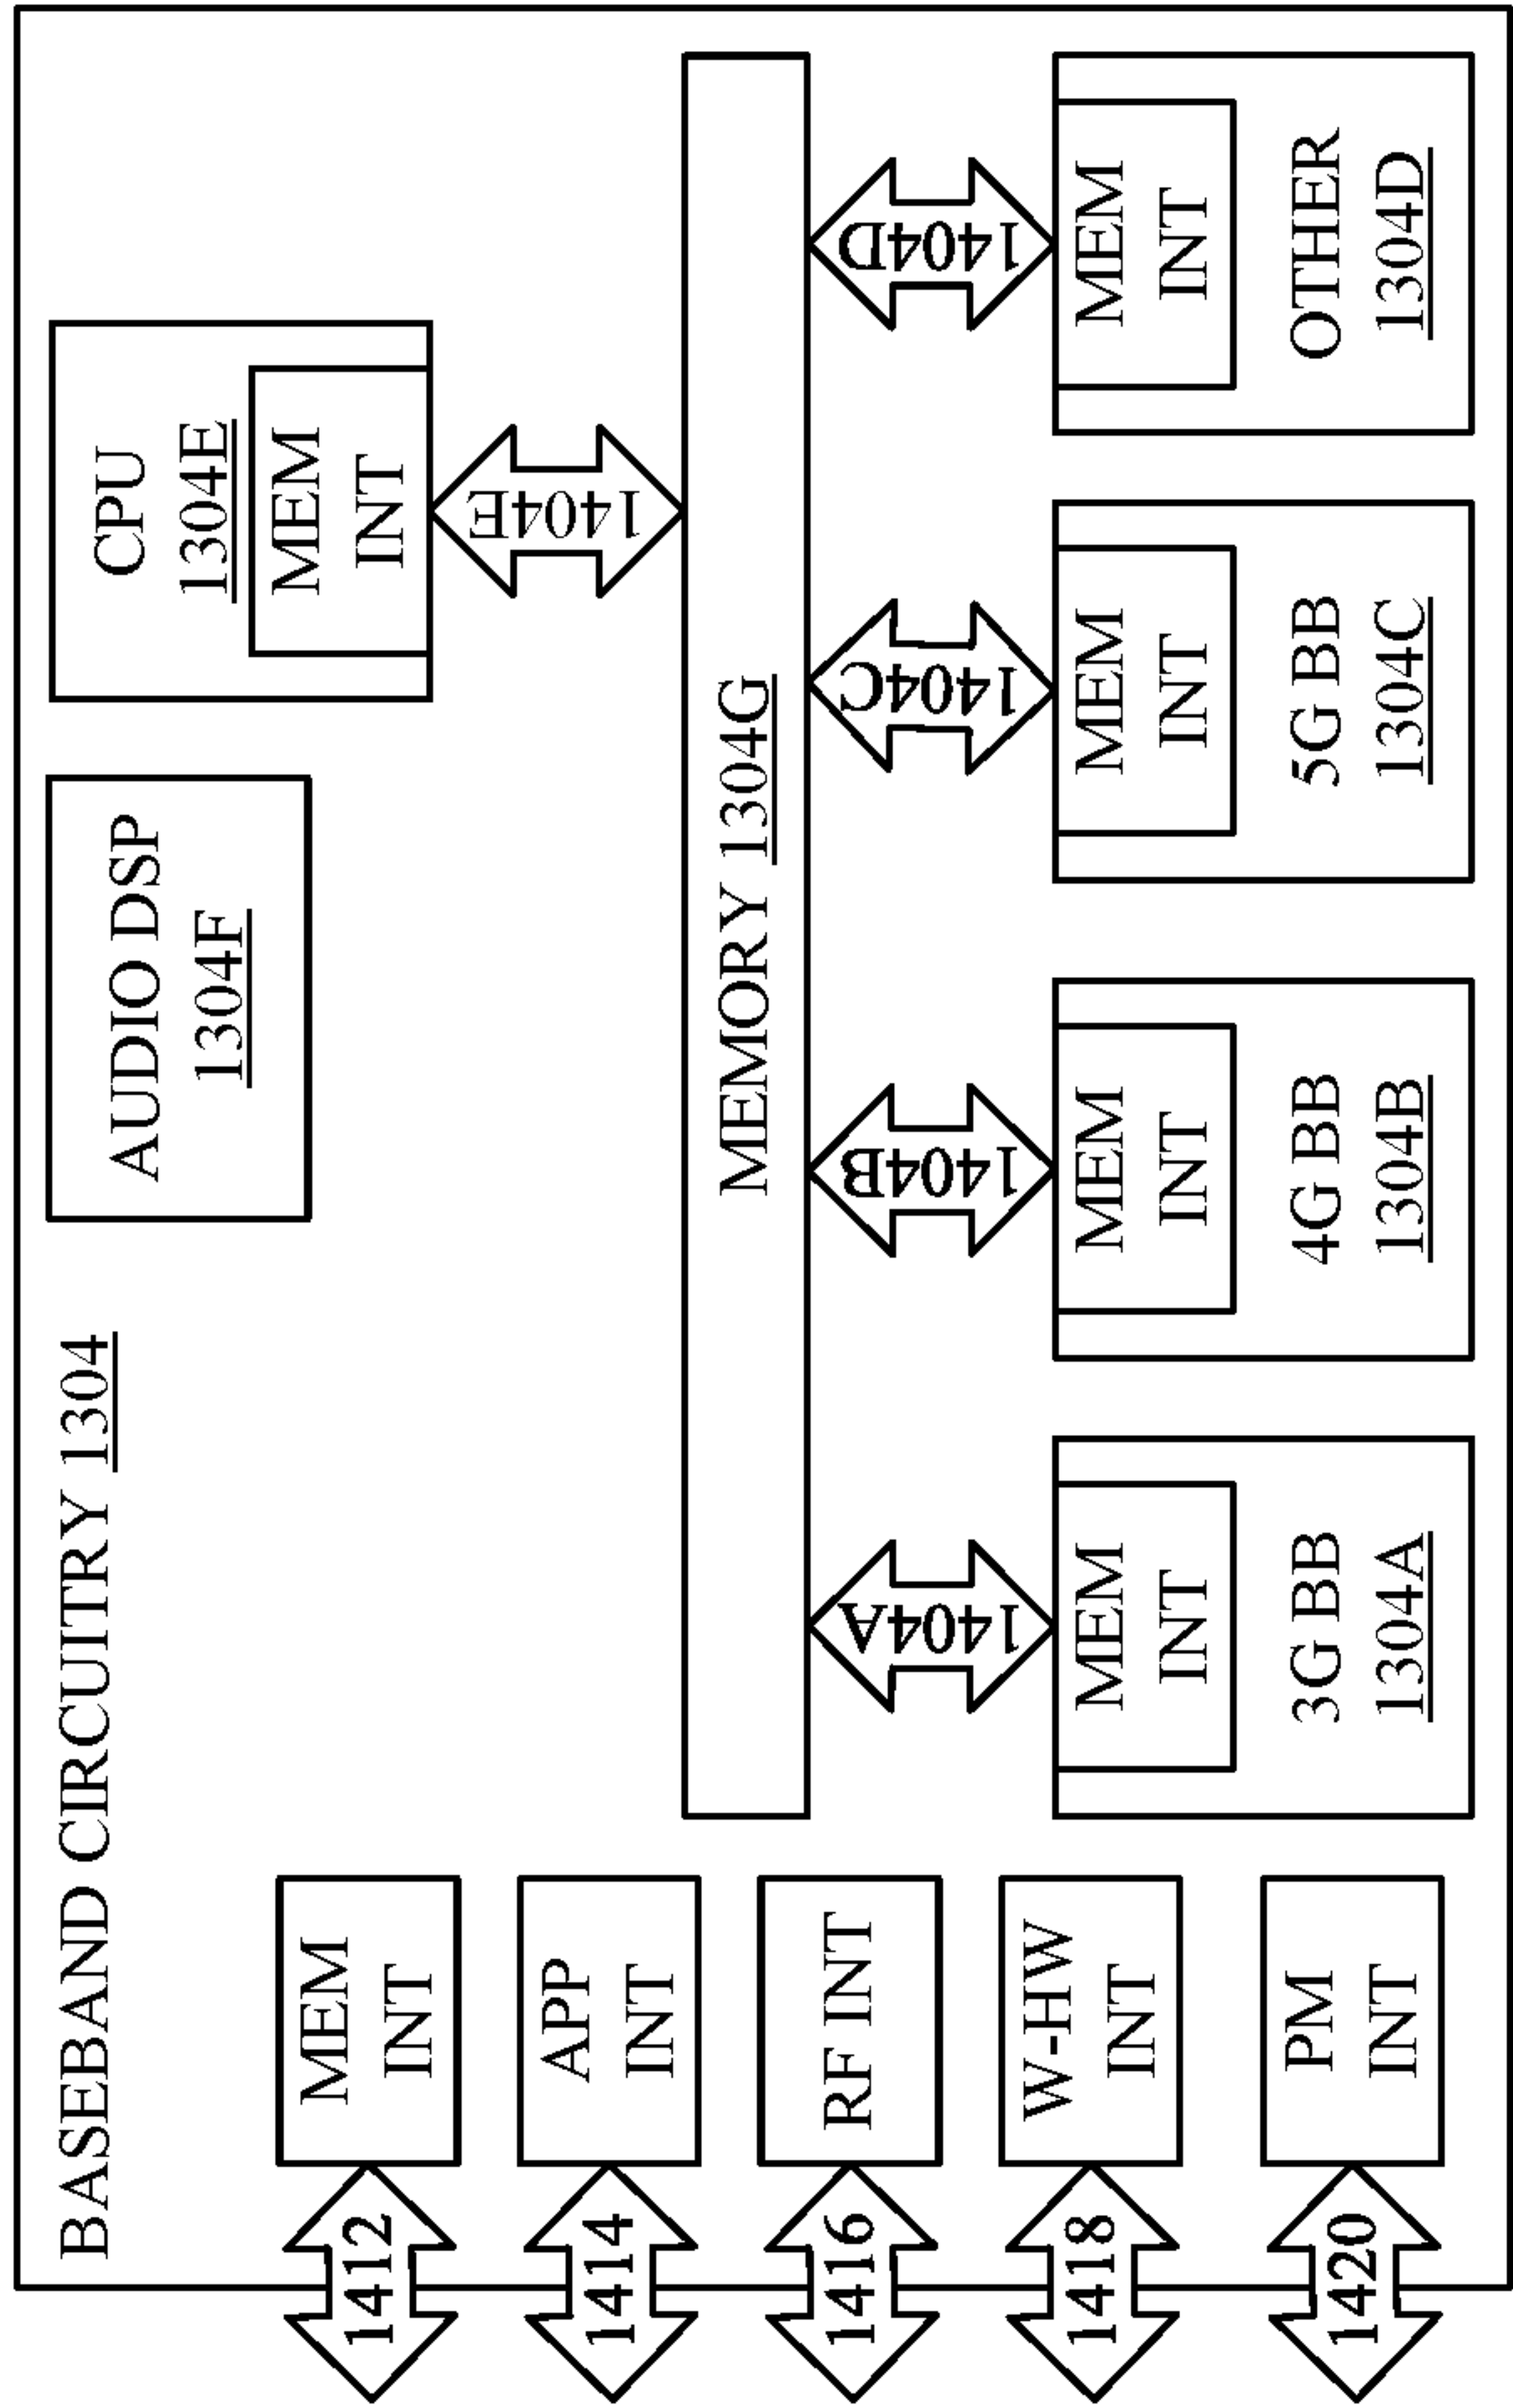 BASEBAND CIRCUITRY 1304
AUDIO DSP
1304F
CPU
1304E
MEM
INT
1404E
MEMORY 1304G
1404A
1404B
1404C
1404D
MEM
INT
3G BB
1304A
MEM
INT
4G BB
1304B
MEM
INT
5G BB
1304C
MEM
INT
OTHER
1304D
1412
MEM
INT
1414
APP
INT
1416
RF INT
1418
W-HW
INT
1420
PM
INT